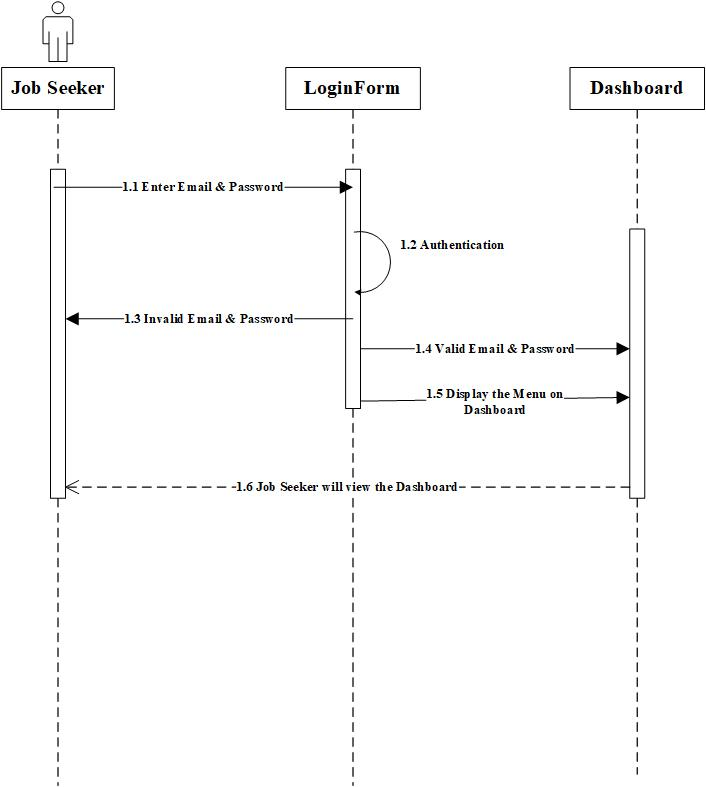 Job Seeker
LoginForm
Dashboard
1.1 Enter Email & Password
1.2 Authentication
1.3 Invalid Email & Password
1.4 Valid Email & Password
1.5 Display the Menu on
Dashboard
1.6 Job Seeker will view the Dashboard